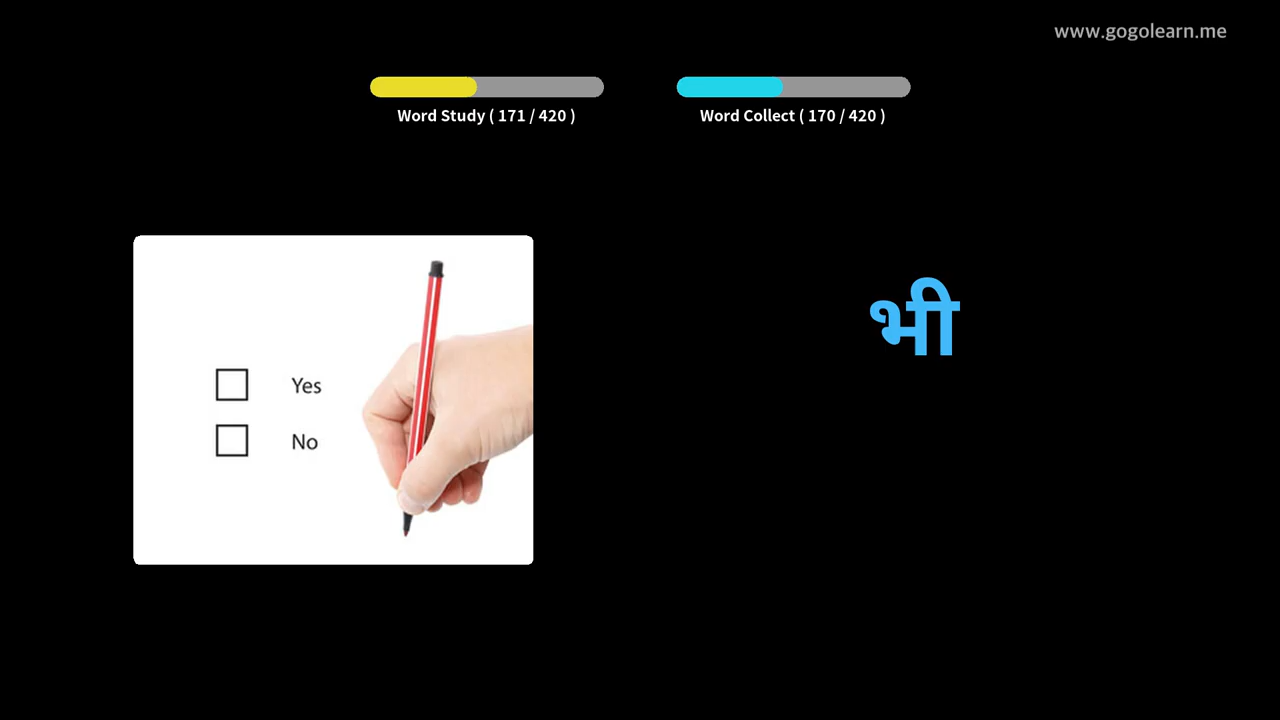 www.gogolearn.me
Word Study ( 171 / 420 )
Word Collect ( 170 / 420 )
Yes
No
भी